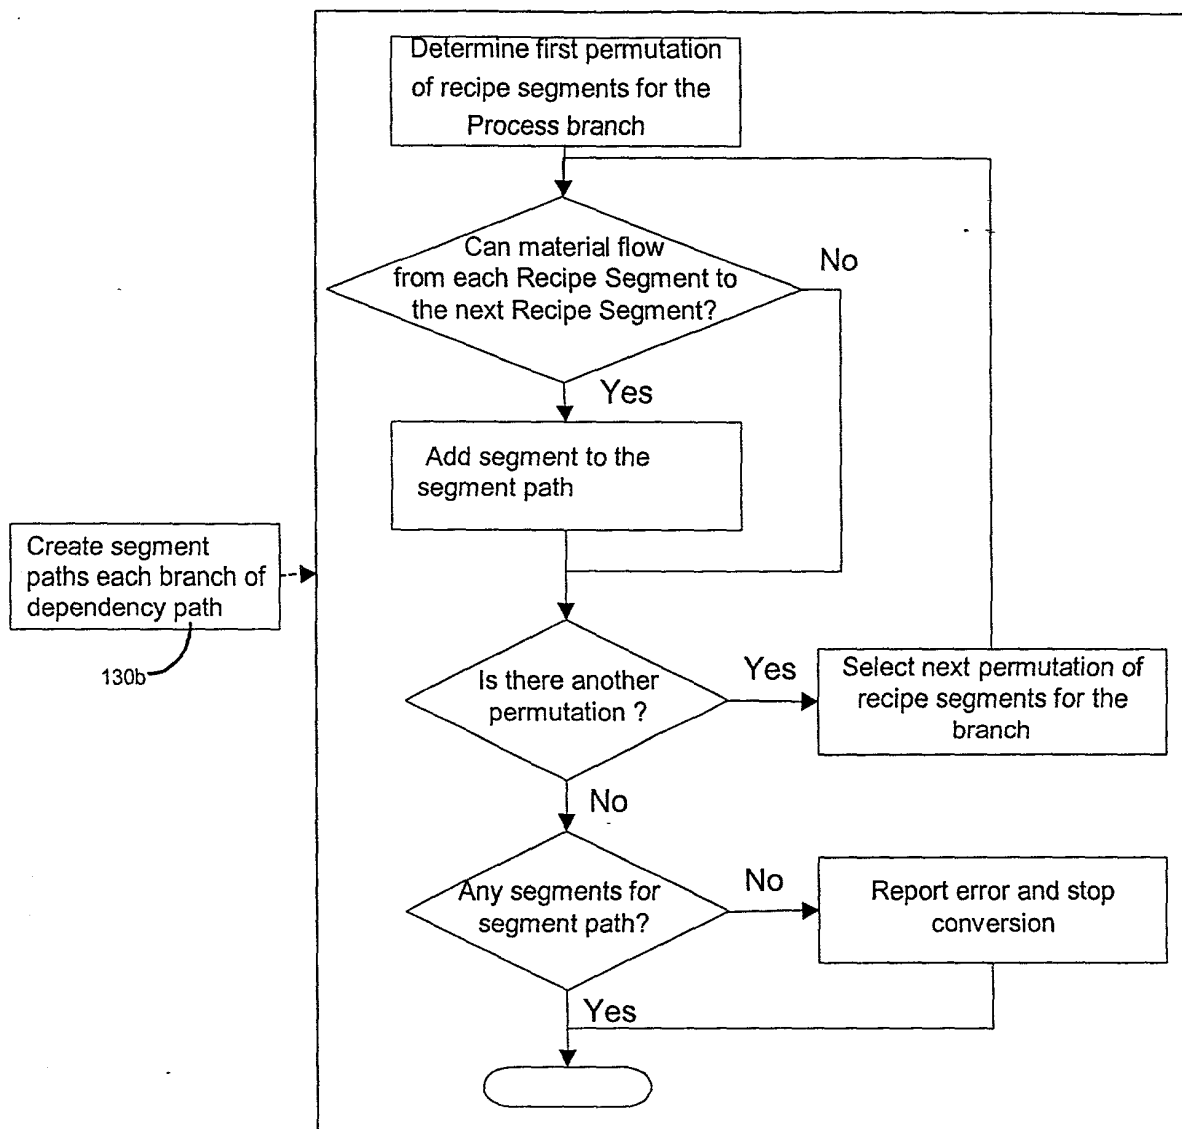 Determine first permutation
of recipe segments for the
Process branch
Can material flow
from each Recipe Segment to
the next Recipe Segment?
No
Yes
Add segment to the
segment path
Create segment
paths each branch of
dependency path
130b
Is there another
permutation ?
Yes
Select next permutation of
recipe segments for the
branch
No
Any segments for
segment path?
No
Report error and stop
conversion
Yes